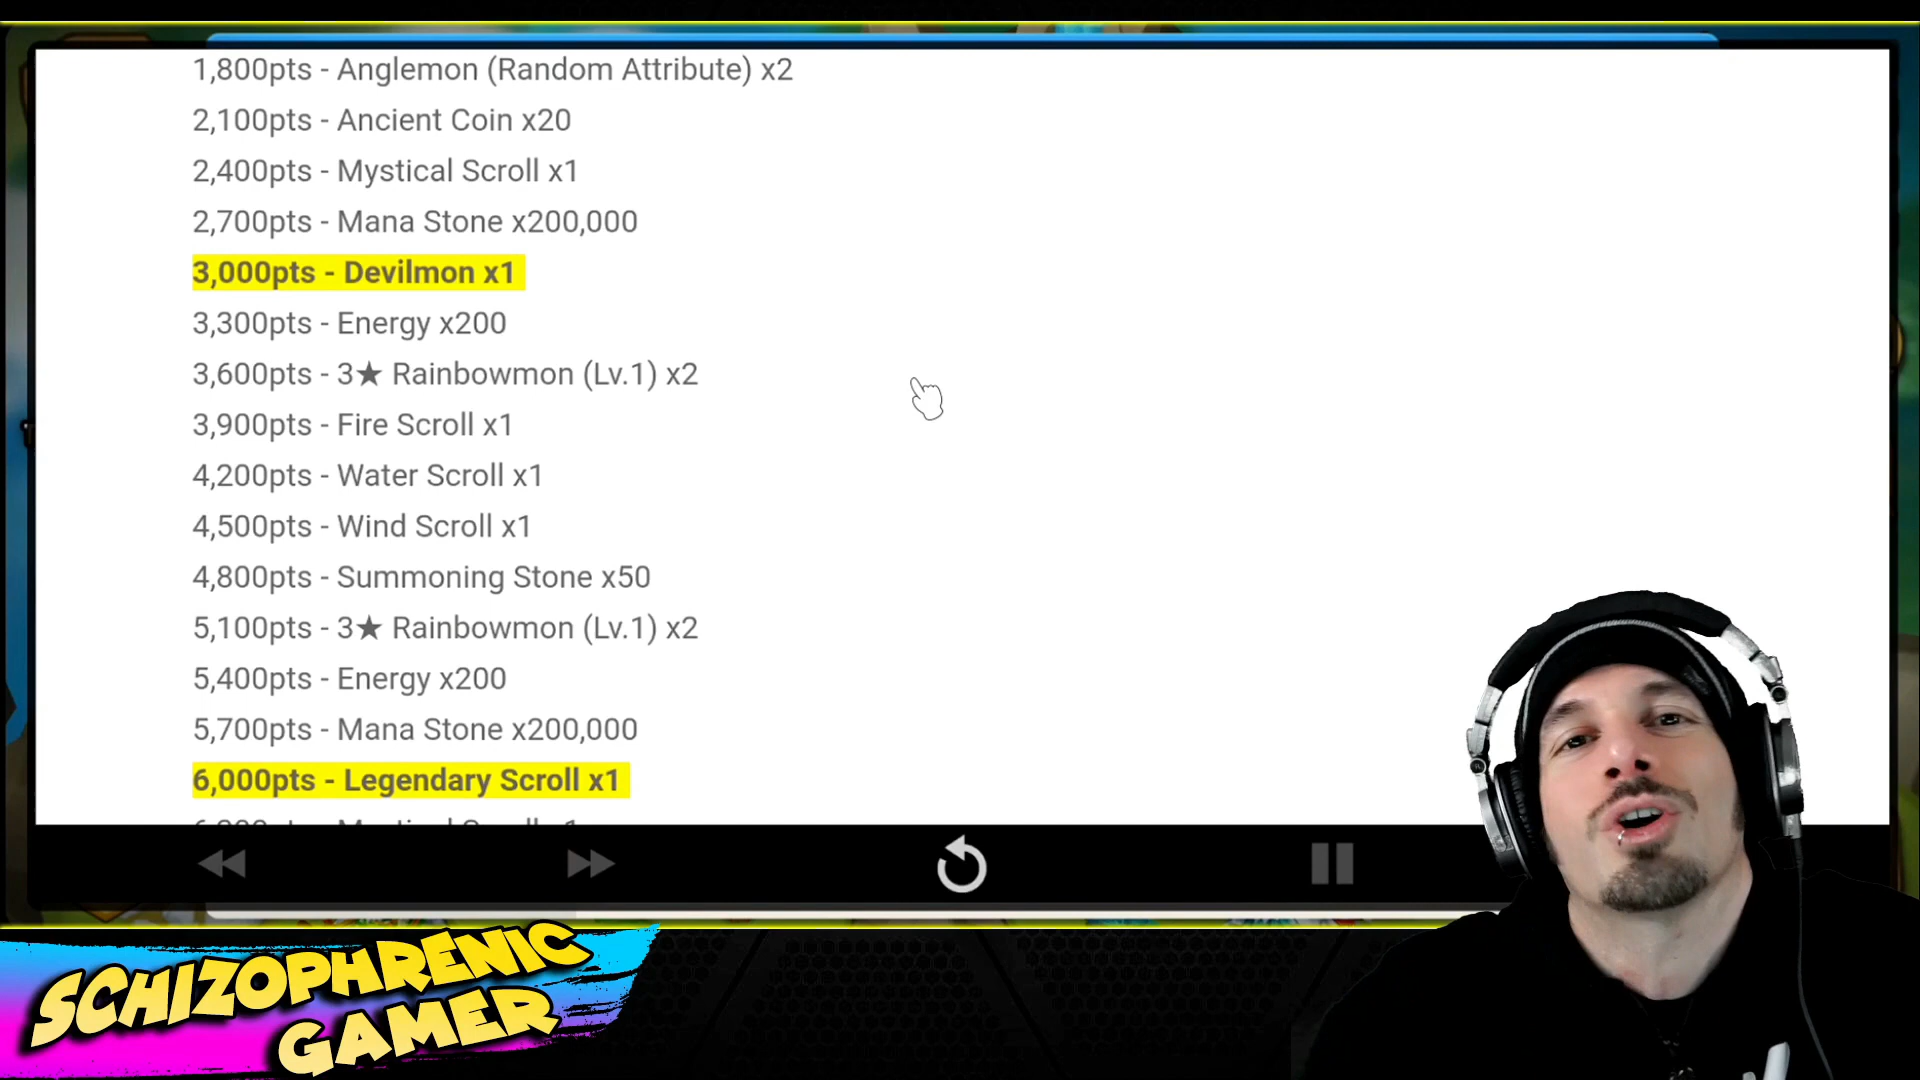 1,800pts - Anglemon (Random Attribute) x2
2,100pts - Ancient Coin x20
2,400pts - Mystical Scroll x1
2,700pts - Mana Stone x200,000
3,000pts - Devilmon x1
3,300pts - Energy x200
3,600pts - 3★ Rainbowmon (Lv.1) x2
3,900pts - Fire Scroll x1
4,200pts - Water Scroll x1
4,500pts - Wind Scroll x1
4,800pts - Summoning Stone x50
5,100pts - 3★ Rainbowmon (Lv.1) x2
5,400pts - Energy x200
5,700pts - Mana Stone x200,000
6,000pts - Legendary Scroll x1
SCHIZOPHRENIC
GAMER